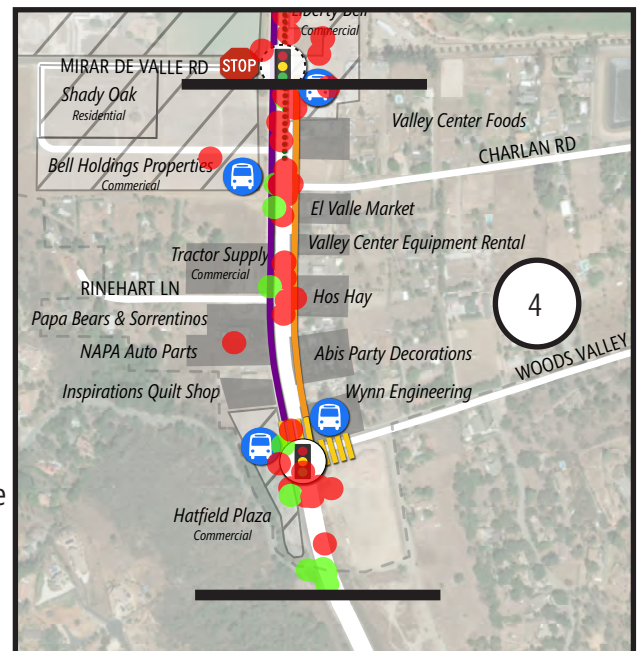 Liberty Bell
Commercial
MIRAR DE VALLE RD
STOP
Shady Oak
Residential
Valley Center Foods
CHARLAN RD
Bell Holdings Properties
Commerical
El Valle Market
Valley Center Equipment Rental
Tractor Supply
Commercial
RINEHART LN
Hos Hay
4
Papa Bears & Sorrentinos
NAPA Auto Parts
Abis Party Decorations
WOODS VALLEY
Inspirations Quilt Shop
Wynn Engineering
e
Hatfield Plaza
Commercial